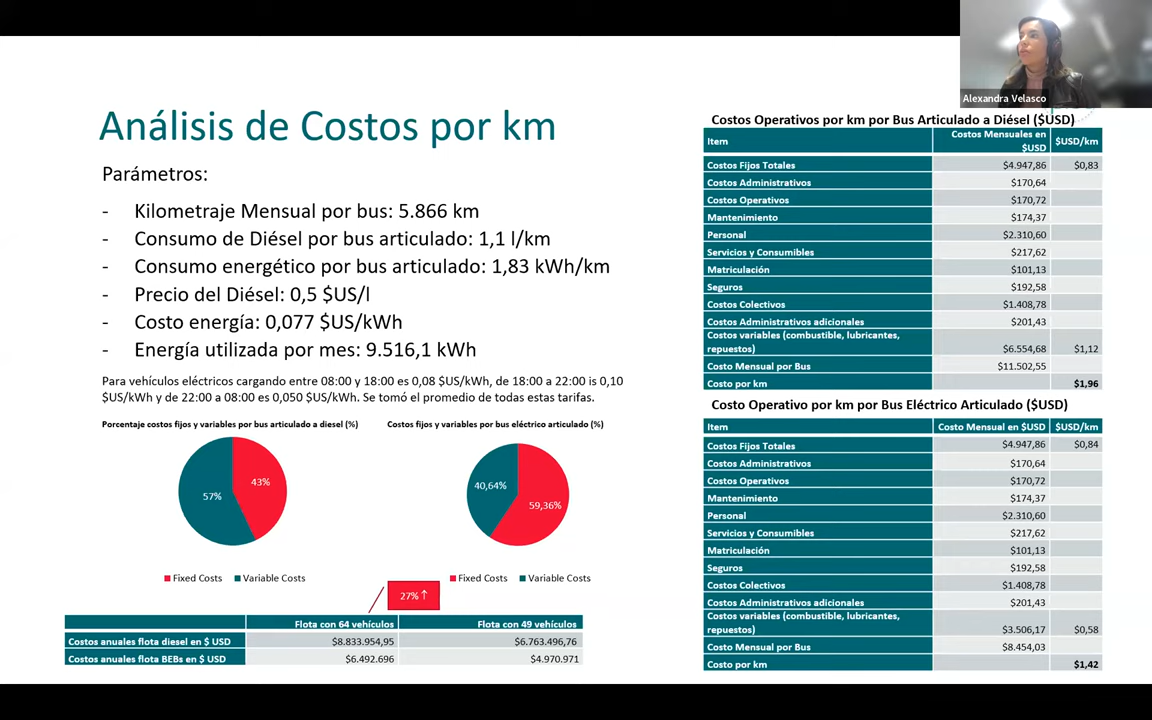 Alexandra Velasco
Análisis de Costos por km
Parámetros:
- Kilometraje Mensual por bus: 5.866 km
- Consumo de Diésel por bus articulado: 1,1 l/km
- Consumo energético por bus articulado: 1,83 kWh/km
- Precio del Diésel: 0,5 $US/l
- Costo energía: 0,077 $US/kWh
- Energía utilizada por mes: 9.516,1 kWh
Para vehículos eléctricos cargando entre 08:00 y 18:00 es 0,08 $US/kWh, de 18:00 a 22:00 is 0,10
$US/kWh y de 22:00 a 08:00 es 0,050 $US/kWh. Se tomó el promedio de todas estas tarifas.
Porcentaje costos fijos y variables por bus articulado a diesel (%)
57%
43%
Fixed Costs Variable Costs
Costos fijos y variables por bus eléctrico articulado (%)
40,64%
59,36%
Fixed Costs Variable Costs
27% ↑
Flota con 64 vehículos Flota con 49 vehículos
Costos anuales flota diesel en $ USD $8.833.954,95 $6.763.496,76
Costos anuales flota BEBs en $ USD $6.492.696 $4.970.971
Costos Operativos por km por Bus Articulado a Diésel ($USD)
Item Costos Mensuales en
$USD $USD/km
Costos Fijos Totales $4.947,86 $0,83
Costos Administrativos $170,64
Costos Operativos $170,72
Mantenimiento $174,37
Personal $2.310,60
Servicios y Consumibles $217,62
Matriculación $101,13
Seguros $192,58
Costos Colectivos $1.408,78
Costos Administrativos adicionales $201,43
Costos variables (combustible, lubricantes,
repuestos) $6.554,68 $1,12
Costo Mensual por Bus $11.502,55
Costo por km $1,96
Costo Operativo por km por Bus Eléctrico Articulado ($USD)
Item Costo Mensual en $USD $USD/km
Costos Fijos Totales $4.947,86 $0,84
Costos Administrativos $170,64
Costos Operativos $170,72
Mantenimiento $174,37
Personal $2.310,60
Servicios y Consumibles $217,62
Matriculación $101,13
Seguros $192,58
Costos Colectivos $1.408,78
Costos Administrativos adicionales $201,43
Costos variables (combustible, lubricantes,
repuestos) $3.506,17 $0,58
Costo Mensual por Bus $8.454,03
Costo por km $1,42